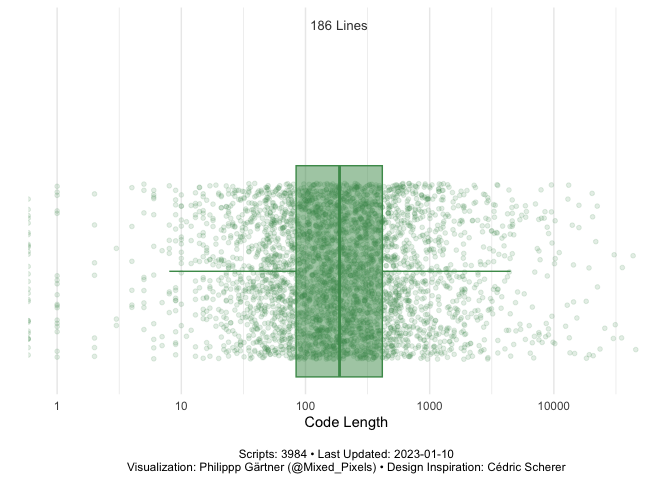 186 Lines
1 10 100 1000 10000
Code Length
Scripts: 3984 • Last Updated: 2023-01-10
Visualization: Philippp Gärtner (@Mixed_Pixels) • Design Inspiration: Cédric Scherer